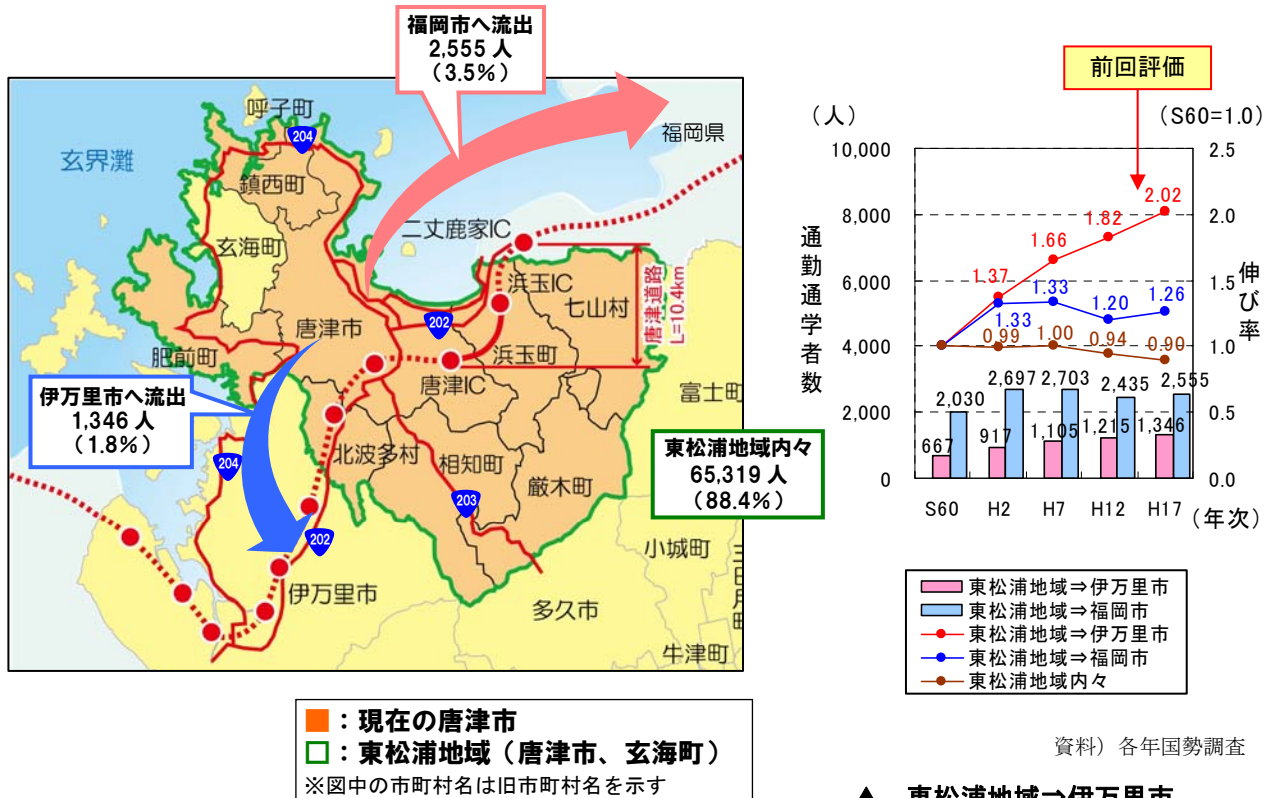 福岡市へ流出
2,555 人
（3.5%）
呼子町
204
玄界灘
鎮西町
福岡県
玄海町
二丈鹿家IC
浜玉IC
七山村
唐津道路
L=10.4km
唐津市
202
浜玉町
肥前町
唐津IC
富士町
伊万里市へ流出
1,346 人
（1.8%）
204
北波多村
相知町
厳木町
203
東松浦地域内々
65,319 人
（88.4%）
202
小城町
伊万里市
多久市
牛津町
：現在の唐津市
：東松浦地域（唐津市、玄海町）
※図中の市町村名は旧市町村名を示す
前回評価
（人）
（S60=1.0）
10,000
8,000
6,000
4,000
2,000
0
通勤通学者数
2.5
2.0
1.5
1.0
0.5
0.0
伸び率
1.37
1.66
1.82
2.02
1.33
1.33
1.20
1.26
0.99
1.00
0.94
0.90
667
2,030
917
2,697
1,105
2,703
1,215
2,435
1,346
2,555
S60 H2 H7 H12 H17 （年次）
東松浦地域⇒伊万里市
東松浦地域⇒福岡市
東松浦地域⇒伊万里市
東松浦地域⇒福岡市
東松浦地域内々
資料）各年国勢調査
▲ 東松浦地域⇒伊万里市